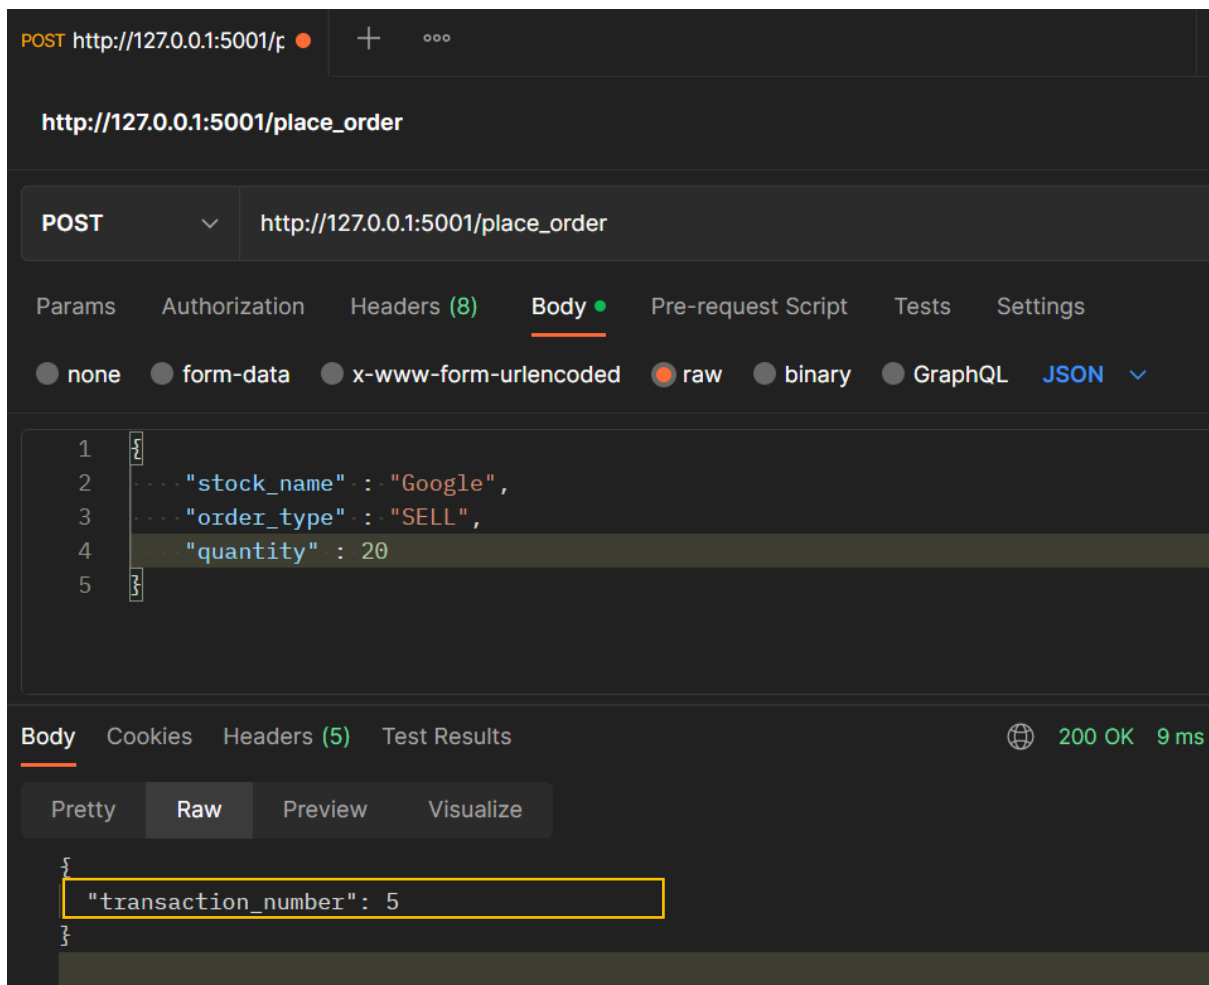 POST http://127.0.0.1:5001/p
http://127.0.0.1:5001/place_order
POST http://127.0.0.1:5001/place_order
Params Authorization Headers (8) Body Pre-request Script Tests Settings
none form-data x-www-form-urlencoded raw binary GraphQL JSON
1 {
2 "stock_name" : "Google",
3 "order_type" : "SELL",
4 "quantity" : 20
5 }
Body Cookies Headers (5) Test Results 200 OK 9 ms
Pretty Raw Preview Visualize
{
"transaction_number": 5
}